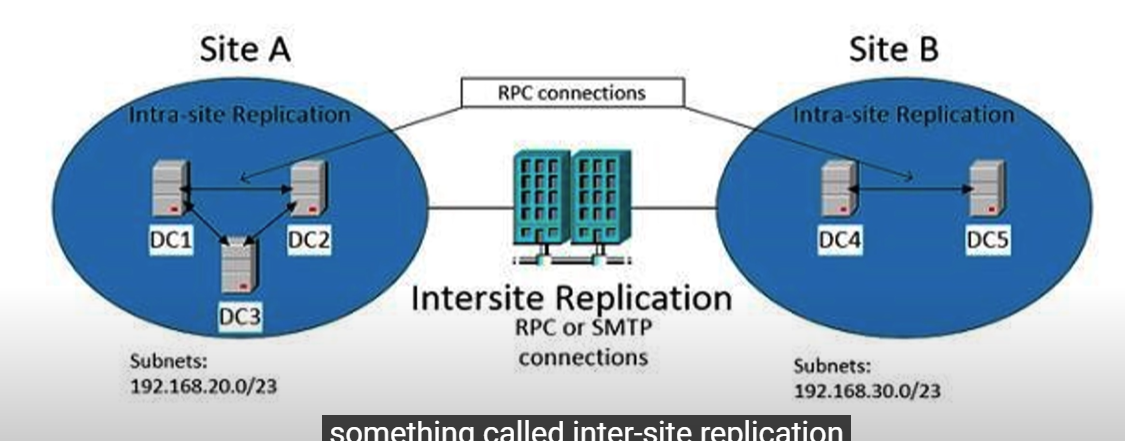 Site A
Site B
RPC connections
Intra-site Replication
Intra-site Replication
DC1
DC2
DC3
DC4
DC5
Intersite Replication
RPC or SMTP
connections
Subnets:
192.168.20.0/23
Subnets:
192.168.30.0/23
something called inter-site replication